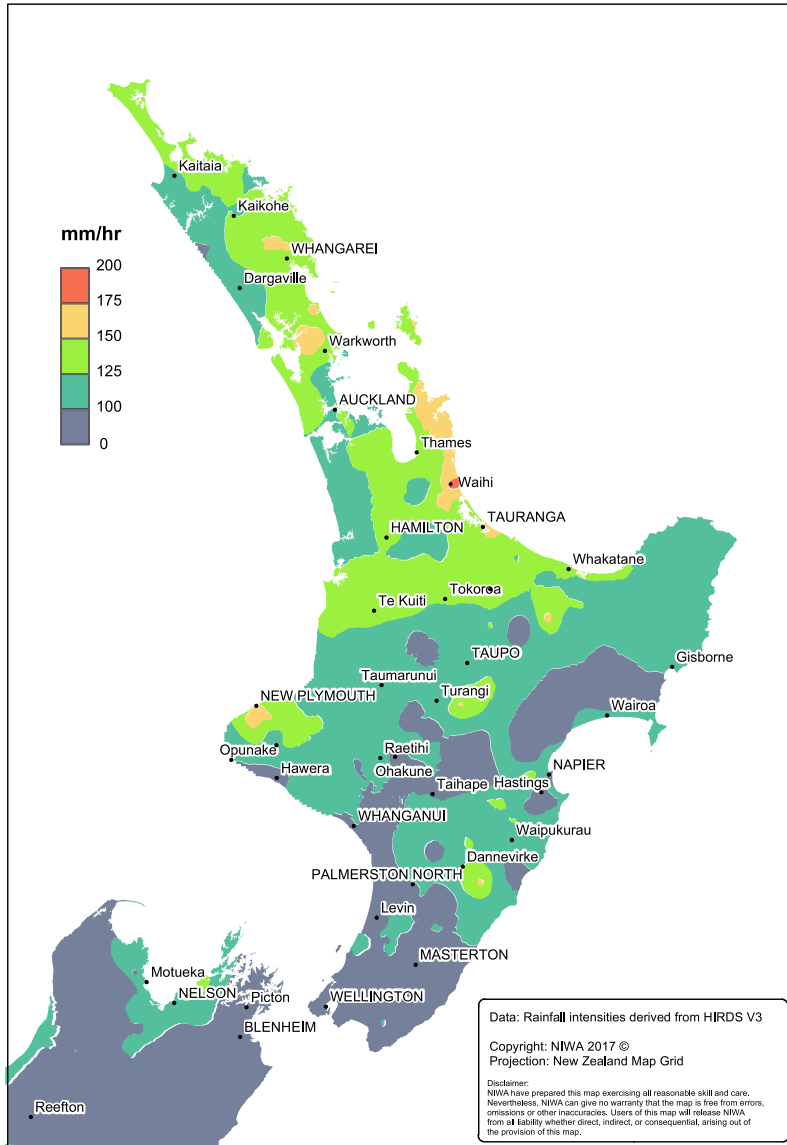 Kaitaia
Kaikohe
mm/hr
WHANGAREI
200
Dargaville
175
150
Warkworth
125
100
AUCKLAND
0
Thames
Waihi
TAURANGA
HAMILTON
Whakatane
Tokoroa
Te Kuiti
TAUPO
Gisborne
Taumarunui
NEW PLYMOUTH
Turangi
Wairoa
Opunake
Raetihi
Ohakune
NAPIER
Hawera
Taihape
Hastings
WHANGANUI
Waipukurau
Dannevirke
PALMERSTON NORTH
Levin
MASTERTON
Motueka
NELSON
Picton
WELLINGTON
BLENHEIM
Reefton
Data: Rainfall intensities derived from HIRDS V3
Copyright: NIWA 2017 ©
Projection: New Zealand Map Grid
Disclaimer:
NIWA have prepared this map exercising all reasonable skill and care.
Nevertheless, NIWA can give no warranty that the map is free from errors,
omissions or other inaccuracies. Users of this map will release NIWA
from all liability whether direct, indirect, or consequential, arising out of
the provision of this map.